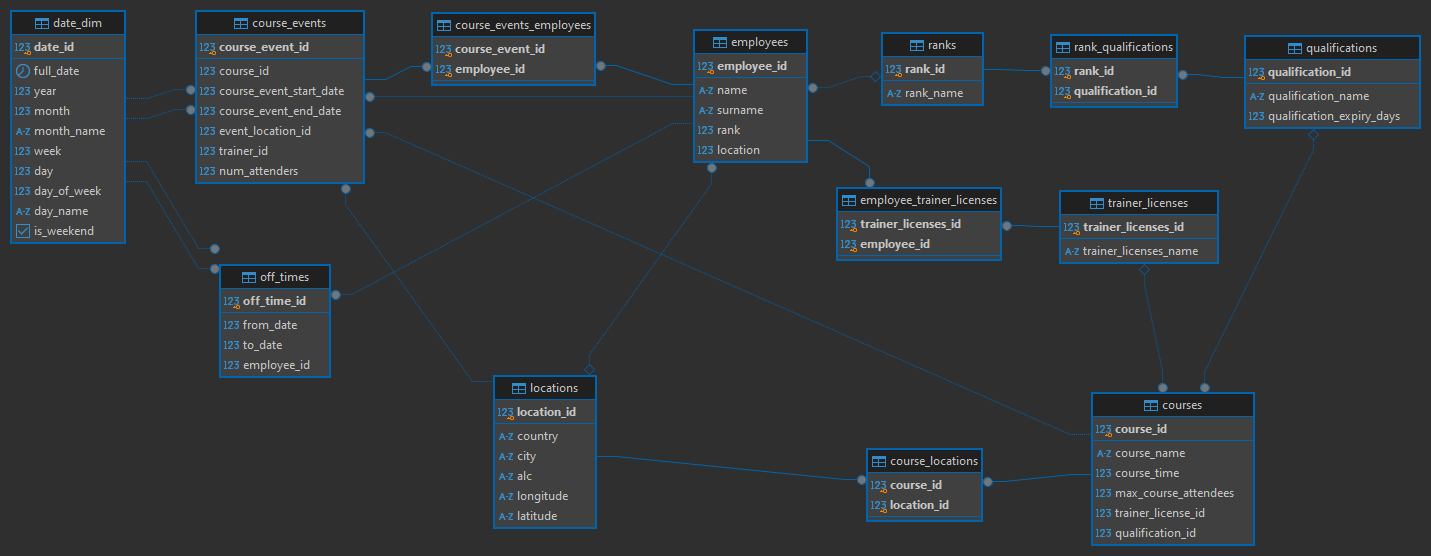 date_dim
123 date_id
full_date
123 year
123 month
A-Z month_name
123 week
123 day
123 day_of_week
A-Z day_name
is_weekend
course_events
123 course_event_id
123 course_id
123 course_event_start_date
123 course_event_end_date
123 event_location_id
123 trainer_id
123 num_attenders
course_events_employees
123 course_event_id
123 employee_id
employees
123 employee_id
A-Z name
A-Z surname
123 rank
123 location
ranks
123 rank_id
A-Z rank_name
rank_qualifications
123 rank_id
123 qualification_id
qualifications
123 qualification_id
A-Z qualification_name
123 qualification_expiry_days
employee_trainer_licenses
123 trainer_licenses_id
123 employee_id
trainer_licenses
123 trainer_licenses_id
A-Z trainer_licenses_name
off_times
123 off_time_id
123 from_date
123 to_date
123 employee_id
locations
123 location_id
A-Z country
A-Z city
A-Z alc
A-Z longitude
A-Z latitude
course_locations
123 course_id
123 location_id
courses
123 course_id
A-Z course_name
123 course_time
123 max_course_attendees
123 trainer_license_id
123 qualification_id